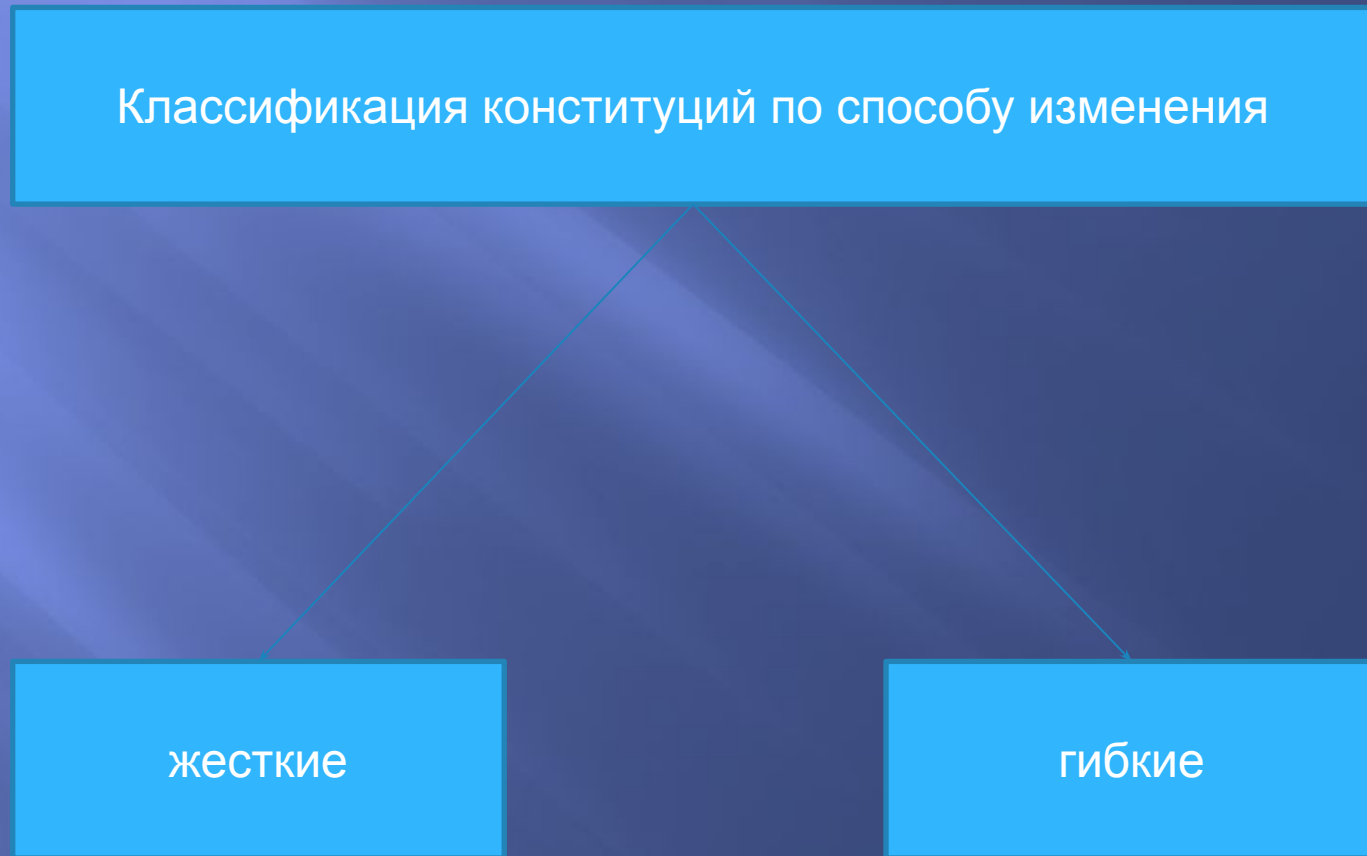 Классификация конституций по способу изменения
жесткие
гибкие